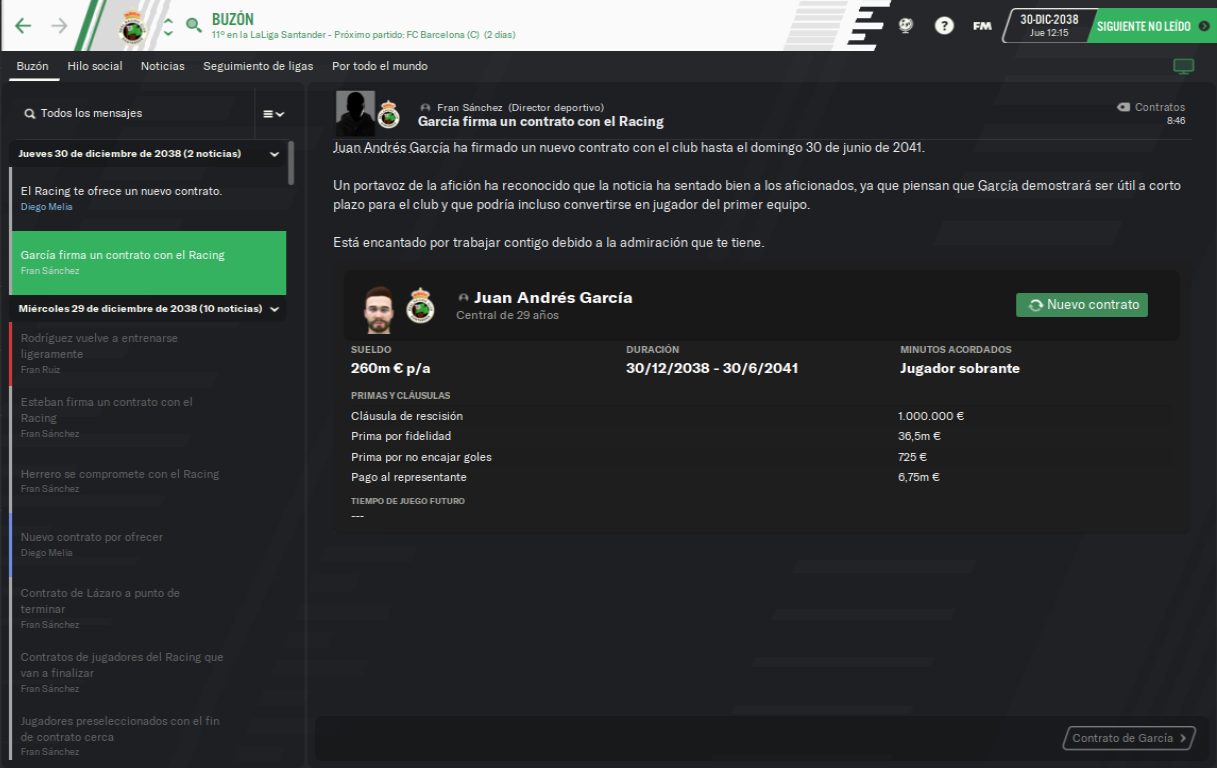 BUZÓN
11º en la LaLiga Santander - Próximo partido: FC Barcelona (C) (2 días)
?
FM
30-DIC-2038
Jue 12:15
SIGUIENTE NO LEÍDO
Buzón
Hilo social
Noticias
Seguimiento de ligas
Por todo el mundo
Todos los mensajes
Jueves 30 de diciembre de 2038 (2 noticias)
El Racing te ofrece un nuevo contrato.
Diego Melia
García firma un contrato con el Racing
Fran Sánchez
Miércoles 29 de diciembre de 2038 (10 noticias)
Rodríguez vuelve a entrenarse
ligeramente
Fran Ruiz
Esteban firma un contrato con el
Racing
Fran Sánchez
Herrero se compromete con el Racing
Fran Sánchez
Nuevo contrato por ofrecer
Diego Melia
Contrato de Lázaro a punto de
terminar
Fran Sánchez
Contratos de jugadores del Racing que
van a finalizar
Fran Sánchez
Jugadores preseleccionados con el fin
de contrato cerca
Fran Sánchez
Fran Sánchez (Director deportivo)
García firma un contrato con el Racing
Contratos
8:46
Juan Andrés García ha firmado un nuevo contrato con el club hasta el domingo 30 de junio de 2041.
Un portavoz de la afición ha reconocido que la noticia ha sentado bien a los aficionados, ya que piensan que García demostrará ser útil a corto
plazo para el club y que podría incluso convertirse en jugador del primer equipo.
Está encantado por trabajar contigo debido a la admiración que te tiene.
Juan Andrés García
Central de 29 años
Nuevo contrato
SUELDO
DURACIÓN
MINUTOS ACORDADOS
260m € p/a
30/12/2038 - 30/6/2041
Jugador sobrante
PRIMAS Y CLÁUSULAS
Cláusula de rescisión
1.000.000 €
Prima por fidelidad
36,5m €
Prima por no encajar goles
725 €
Pago al representante
6,75m €
TIEMPO DE JUEGO FUTURO
---
Contrato de García